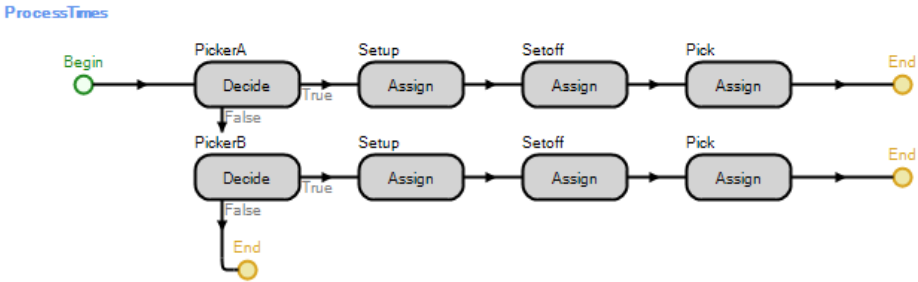 ProcessTimes
PickerA Setup Setoff Pick
Begin End
Decide Assign Assign Assign
True
False
PickerB Setup Setoff Pick
End
Decide Assign Assign Assign
True
False
End